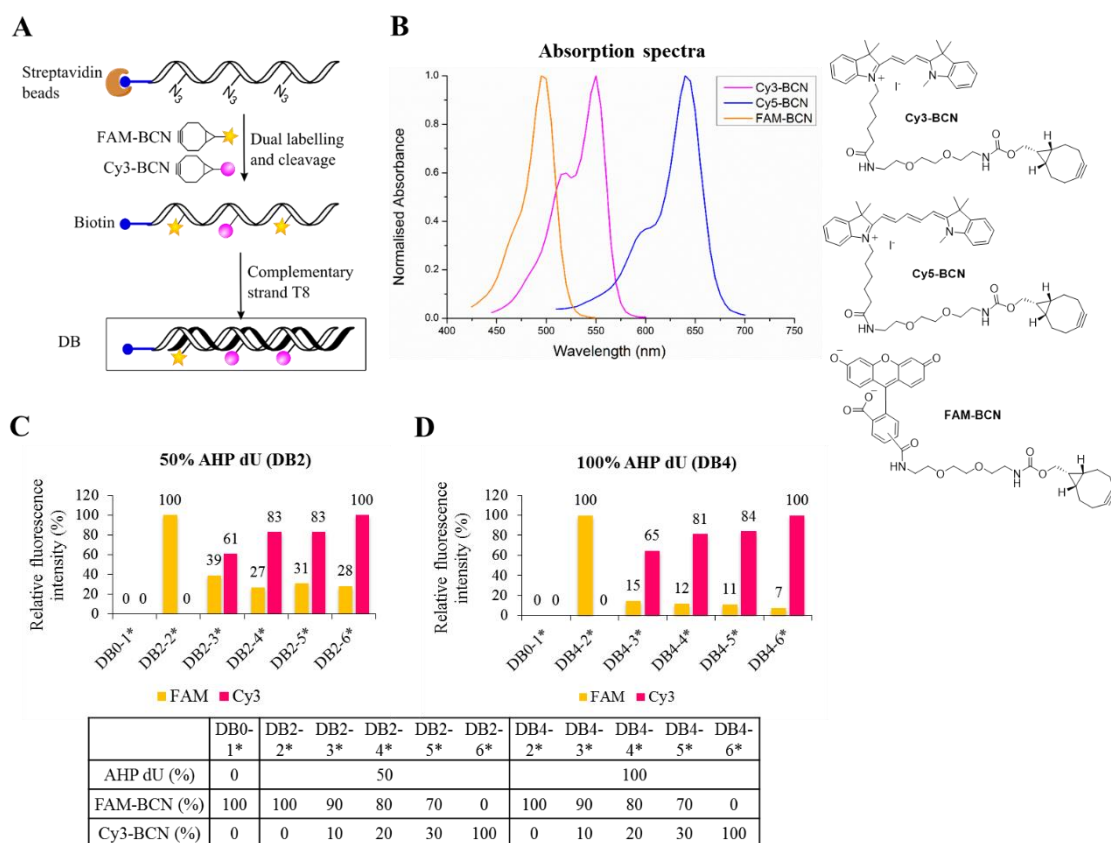 A
Streptavidin
beads
N3 N3 N3
FAM-BCN
Cy3-BCN
Dual labelling
and cleavage
Biotin
Complementary
strand T8
DB
B
Absorption spectra
Normalised Absorbance
1.0
0.8
0.6
0.4
0.2
0.0
400 450 500 550 600 650 700 750
Wavelength (nm)
Cy3-BCN
Cy5-BCN
FAM-BCN
N + I- N O HN O O NH O O H H
Cy3-BCN
N + I- N O HN O O NH O O H H
Cy5-BCN
-O O O O O- O HN O O NH O O H H
FAM-BCN
C
50% AHP dU (DB2)
Relative fluorescence
intensity (%)
120
100
80
60
40
20
0
0 0 100 0 39 61 27 83 31 83 28 100
DB0-1* DB2-2* DB2-3* DB2-4* DB2-5* DB2-6*
FAM Cy3
D
100% AHP dU (DB4)
Relative fluorescence
intensity (%)
120
100
80
60
40
20
0
0 0 100 0 15 65 12 81 11 84 7 100
DB0-1* DB4-2* DB4-3* DB4-4* DB4-5* DB4-6*
FAM Cy3
DB0- DB2- DB2- DB2- DB2- DB2- DB4- DB4- DB4- DB4- DB4-
1* 2* 3* 4* 5* 6* 2* 3* 4* 5* 6*
AHP dU (%) 0 50 100
FAM-BCN (%) 100 100 90 80 70 0 100 90 80 70 0
Cy3-BCN (%) 0 0 10 20 30 100 0 10 20 30 100